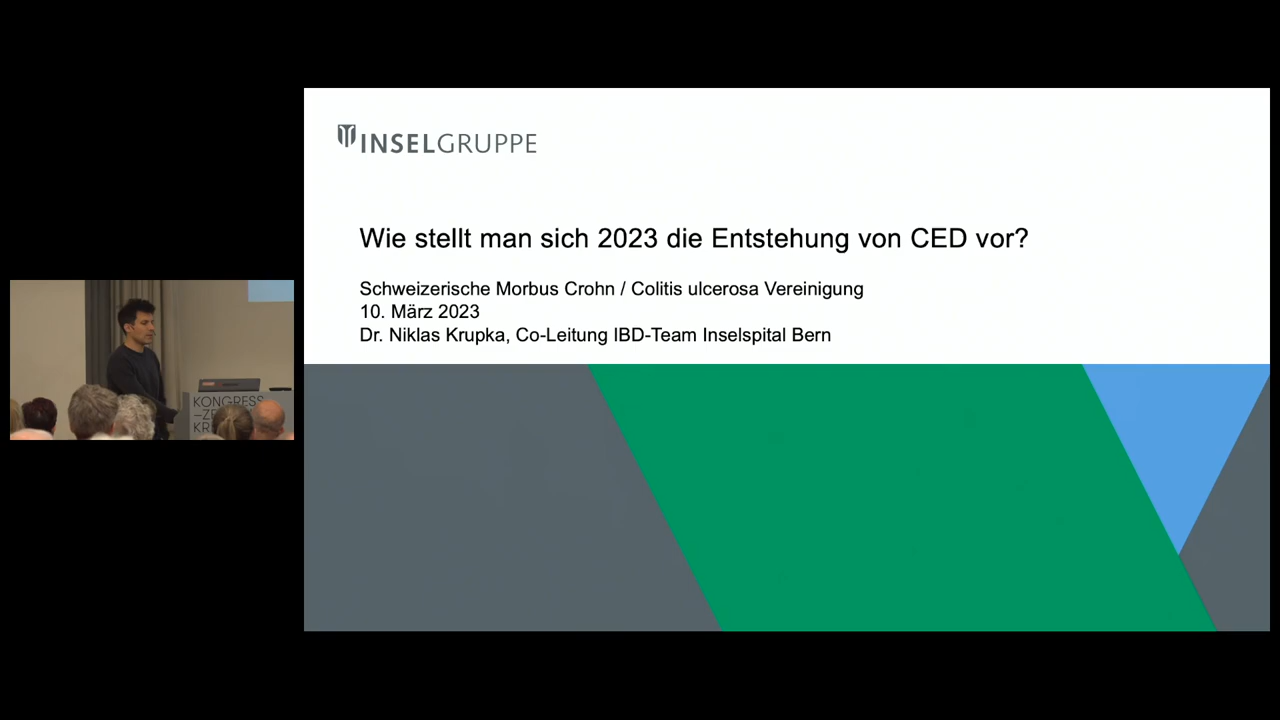 INSELGRUPPE
Wie stellt man sich 2023 die Entstehung von CED vor?
Schweizerische Morbus Crohn / Colitis ulcerosa Vereinigung
10. März 2023
Dr. Niklas Krupka, Co-Leitung IBD-Team Inselspital Bern
KONGRESS